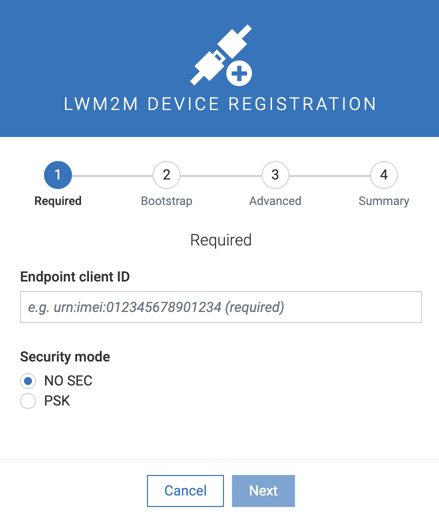 LWM2M DEVICE REGISTRATION
1 2 3 4
Required Bootstrap Advanced Summary
Required
Endpoint client ID
e.g. urn:imei:012345678901234 (required)
Security mode
NO SEC
PSK
Cancel Next